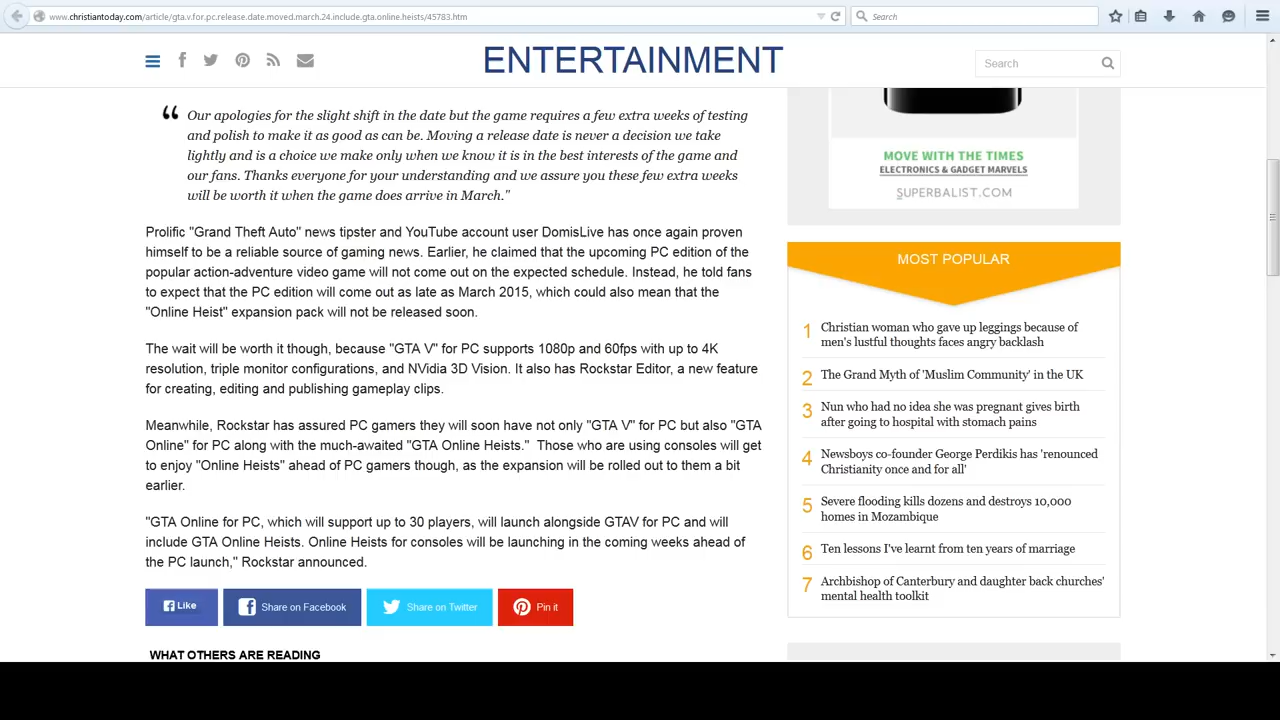 www.christiantoday.com/article/gta.v.for.pc.release.date.moved.march.24.include.gta.online.heists/45783.htm
Search
ENTERTAINMENT
Search
“ Our apologies for the slight shift in the date but the game requires a few extra weeks of testing
and polish to make it as good as can be. Moving a release date is never a decision we take
lightly and is a choice we make only when we know it is in the best interests of the game and
our fans. Thanks everyone for your understanding and we assure you these few extra weeks
will be worth it when the game does arrive in March."
Prolific "Grand Theft Auto" news tipster and YouTube account user DomisLive has once again proven
himself to be a reliable source of gaming news. Earlier, he claimed that the upcoming PC edition of the
popular action-adventure video game will not come out on the expected schedule. Instead, he told fans
to expect that the PC edition will come out as late as March 2015, which could also mean that the
"Online Heist" expansion pack will not be released soon.
The wait will be worth it though, because "GTA V" for PC supports 1080p and 60fps with up to 4K
resolution, triple monitor configurations, and NVidia 3D Vision. It also has Rockstar Editor, a new feature
for creating, editing and publishing gameplay clips.
Meanwhile, Rockstar has assured PC gamers they will soon have not only "GTA V" for PC but also "GTA
Online" for PC along with the much-awaited "GTA Online Heists." Those who are using consoles will get
to enjoy "Online Heists" ahead of PC gamers though, as the expansion will be rolled out to them a bit
earlier.
"GTA Online for PC, which will support up to 30 players, will launch alongside GTAV for PC and will
include GTA Online Heists. Online Heists for consoles will be launching in the coming weeks ahead of
the PC launch," Rockstar announced.
Like
Share on Facebook
Share on Twitter
Pin it
WHAT OTHERS ARE READING
MOVE WITH THE TIMES
ELECTRONICS & GADGET MARVELS
SUPERBALIST.COM
MOST POPULAR
1 Christian woman who gave up leggings because of
men's lustful thoughts faces angry backlash
2 The Grand Myth of 'Muslim Community' in the UK
3 Nun who had no idea she was pregnant gives birth
after going to hospital with stomach pains
4 Newsboys co-founder George Perdikis has 'renounced
Christianity once and for all'
5 Severe flooding kills dozens and destroys 10,000
homes in Mozambique
6 Ten lessons I've learnt from ten years of marriage
7 Archbishop of Canterbury and daughter back churches'
mental health toolkit